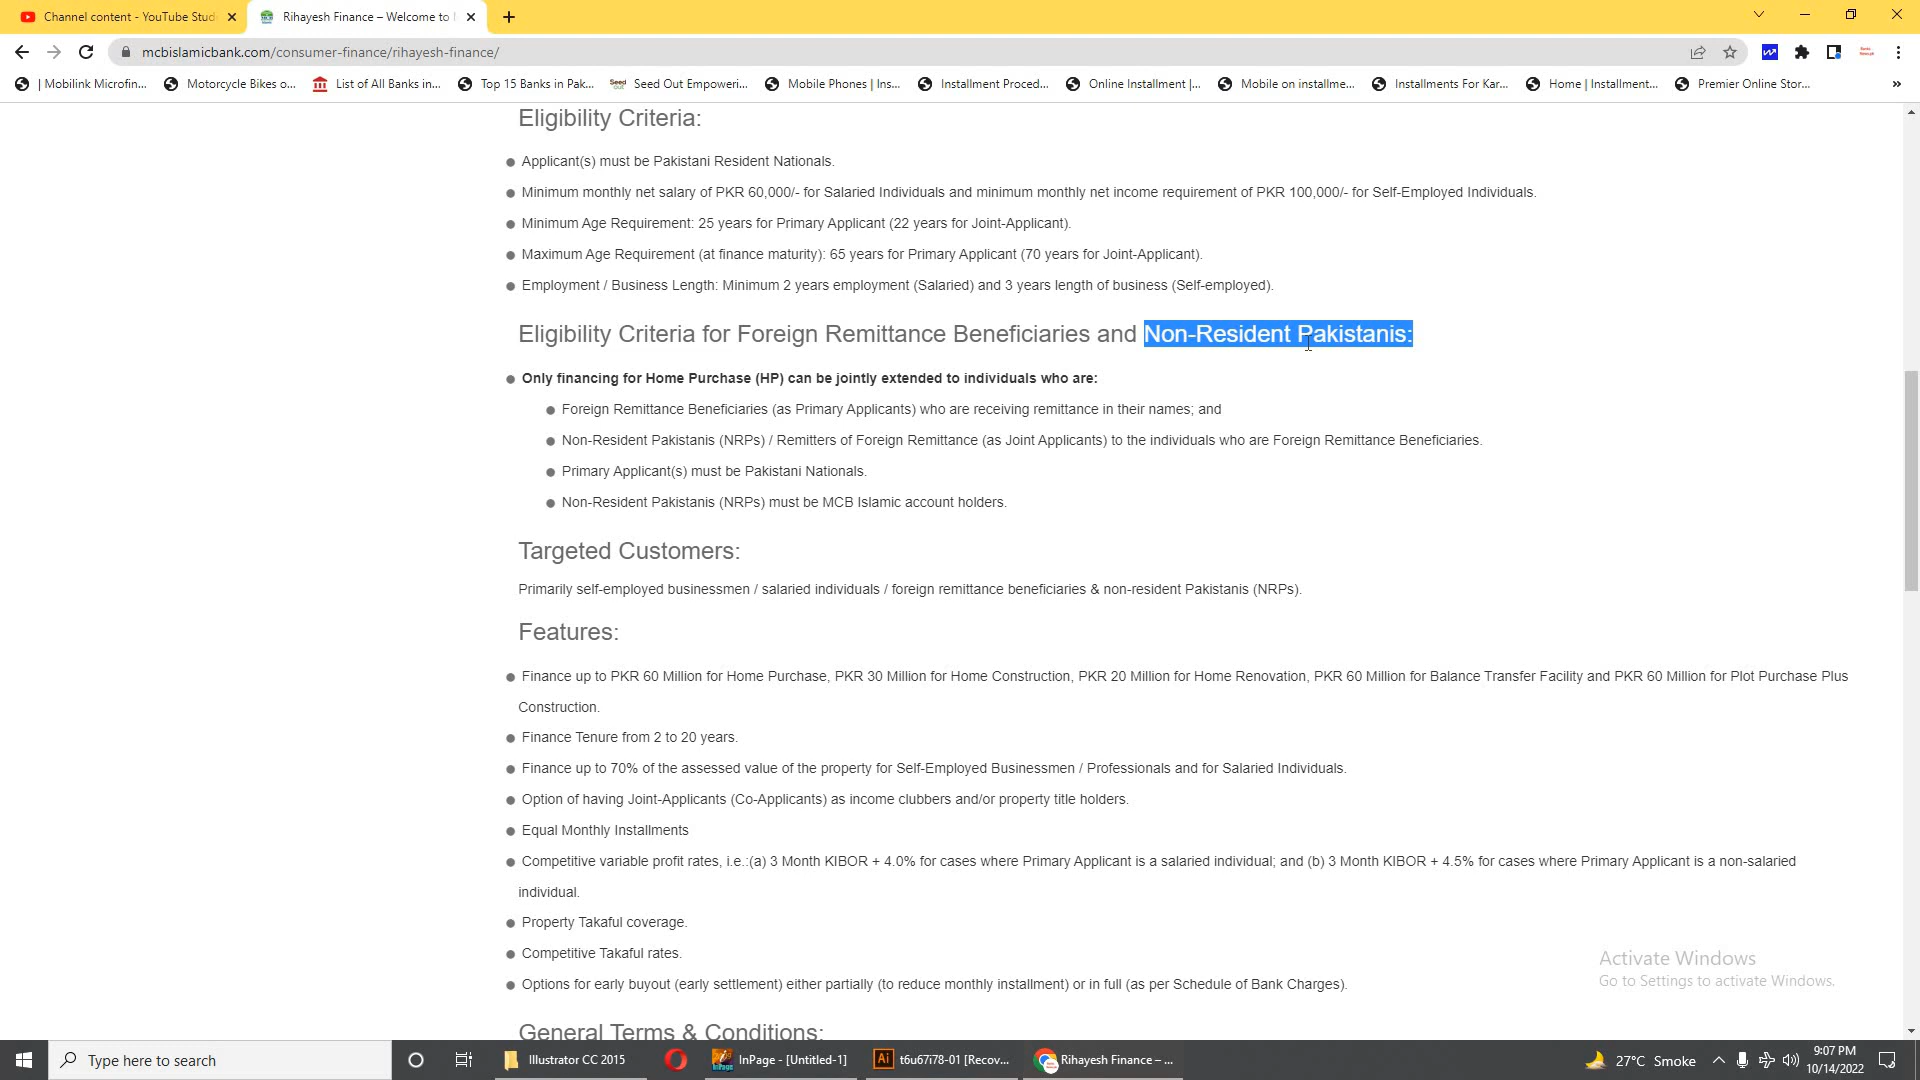 Channel content - YouTube Stud
Rihayesh Finance – Welcome to
mcbislamicbank.com/consumer-finance/rihayesh-finance/
| Mobilink Microfin...
Motorcycle Bikes o...
List of All Banks in...
Top 15 Banks in Pak...
Seed Out Empoweri...
Mobile Phones | Ins...
Installment Proced...
Online Installment |...
Mobile on installme...
Installments For Kar...
Home | Installment...
Premier Online Stor...
»
Eligibility Criteria:
Applicant(s) must be Pakistani Resident Nationals.
Minimum monthly net salary of PKR 60,000/- for Salaried Individuals and minimum monthly net income requirement of PKR 100,000/- for Self-Employed Individuals.
Minimum Age Requirement: 25 years for Primary Applicant (22 years for Joint-Applicant).
Maximum Age Requirement (at finance maturity): 65 years for Primary Applicant (70 years for Joint-Applicant).
Employment / Business Length: Minimum 2 years employment (Salaried) and 3 years length of business (Self-employed).
Eligibility Criteria for Foreign Remittance Beneficiaries and Non-Resident Pakistanis:
Only financing for Home Purchase (HP) can be jointly extended to individuals who are:
Foreign Remittance Beneficiaries (as Primary Applicants) who are receiving remittance in their names; and
Non-Resident Pakistanis (NRPs) / Remitters of Foreign Remittance (as Joint Applicants) to the individuals who are Foreign Remittance Beneficiaries.
Primary Applicant(s) must be Pakistani Nationals.
Non-Resident Pakistanis (NRPs) must be MCB Islamic account holders.
Targeted Customers:
Primarily self-employed businessmen / salaried individuals / foreign remittance beneficiaries & non-resident Pakistanis (NRPs).
Features:
Finance up to PKR 60 Million for Home Purchase, PKR 30 Million for Home Construction, PKR 20 Million for Home Renovation, PKR 60 Million for Balance Transfer Facility and PKR 60 Million for Plot Purchase Plus
Construction.
Finance Tenure from 2 to 20 years.
Finance up to 70% of the assessed value of the property for Self-Employed Businessmen / Professionals and for Salaried Individuals.
Option of having Joint-Applicants (Co-Applicants) as income clubbers and/or property title holders.
Equal Monthly Installments
Competitive variable profit rates, i.e.:(a) 3 Month KIBOR + 4.0% for cases where Primary Applicant is a salaried individual; and (b) 3 Month KIBOR + 4.5% for cases where Primary Applicant is a non-salaried
individual.
Property Takaful coverage.
Competitive Takaful rates.
Options for early buyout (early settlement) either partially (to reduce monthly installment) or in full (as per Schedule of Bank Charges).
General Terms & Conditions:
Activate Windows
Go to Settings to activate Windows.
Type here to search
Illustrator CC 2015
InPage - [Untitled-1]
t6u67i78-01 [Recov...
Rihayesh Finance – ...
27°C Smoke
9:07 PM
10/14/2022